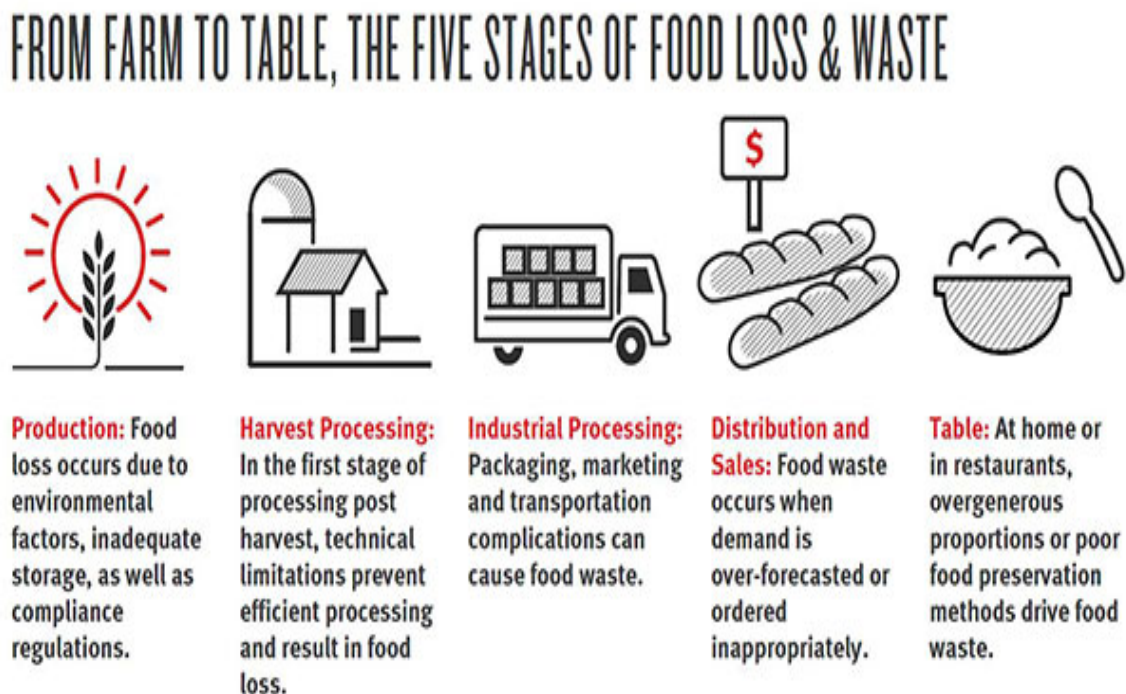 FROM FARM TO TABLE, THE FIVE STAGES OF FOOD LOSS & WASTE
$
Production: Food
loss occurs due to
environmental
factors, inadequate
storage, as well as
compliance
regulations.
Harvest Processing:
In the first stage of
processing post
harvest, technical
limitations prevent
efficient processing
and result in food
loss.
Industrial Processing:
Packaging, marketing
and transportation
complications can
cause food waste.
Distribution and
Sales: Food waste
occurs when
demand is
over-forecasted or
ordered
inappropriately.
Table: At home or
in restaurants,
overgenerous
proportions or poor
food preservation
methods drive food
waste.